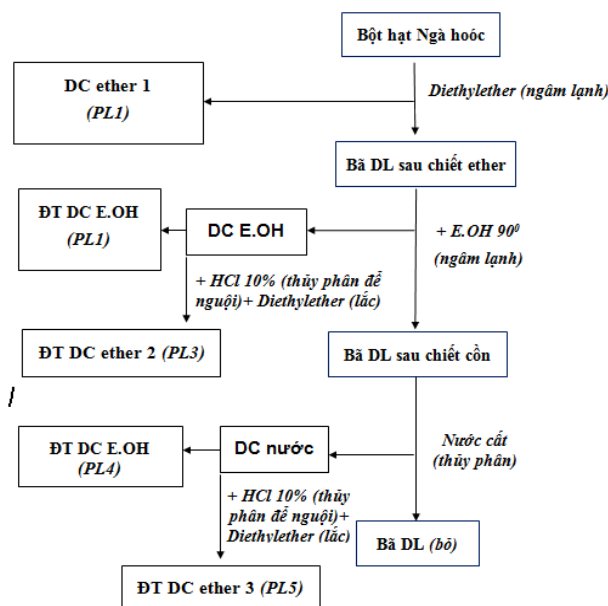 Bột hạt Ngà hoóc
DC ether 1
(PL1)
Diethylether (ngâm lạnh)
Bã DL sau chiết ether
ĐT DC E.OH
(PL1)
DC E.OH
+ E.OH 90⁰
(ngâm lạnh)
+ HCl 10% (thủy phân để
nguội)+ Diethylether (lắc)
ĐT DC ether 2 (PL3)
Bã DL sau chiết cồn
/
ĐT DC E.OH
(PL4)
DC nước
Nước cất
(thủy phân)
+ HCl 10% (thủy
phân để nguội)+
Diethylether (lắc)
Bã DL (bỏ)
ĐT DC ether 3 (PL5)